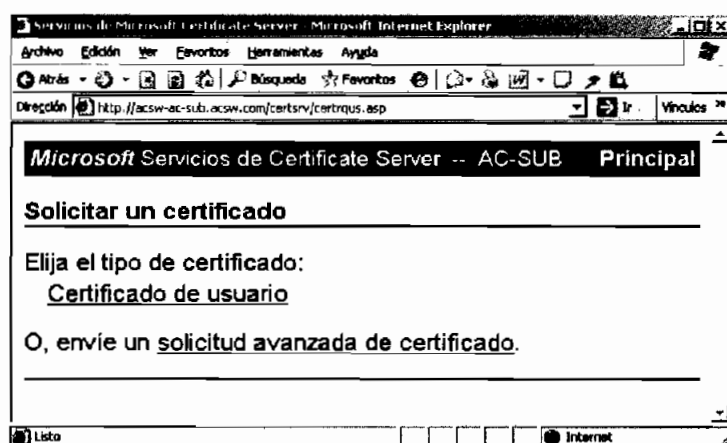 Servicios de Microsoft Certificate Server - Microsoft Internet Explorer
Archivo Edición Ver Favoritos Herramientas Ayuda
Atrás Búsqueda Favoritos
Dirección http://acsw-ac-sub.acsw.com/certsrv/certrqus.asp Ir Vínculos »
Microsoft Servicios de Certificate Server -- AC-SUB Principal
Solicitar un certificado
Elija el tipo de certificado:
Certificado de usuario
O, envíe un solicitud avanzada de certificado.
Listo Internet